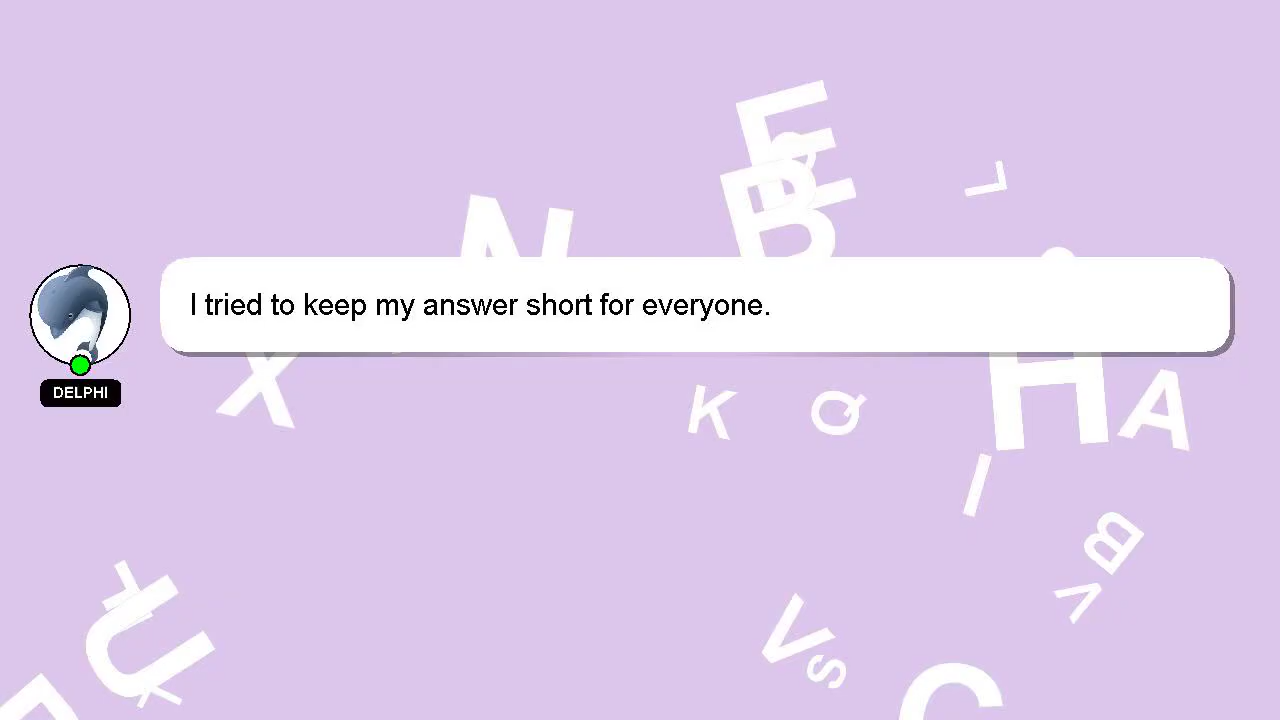 I tried to keep my answer short for everyone.
DELPHI
E
B
L
N
X
K
Q
H
A
I
B
V
U
V
S
C